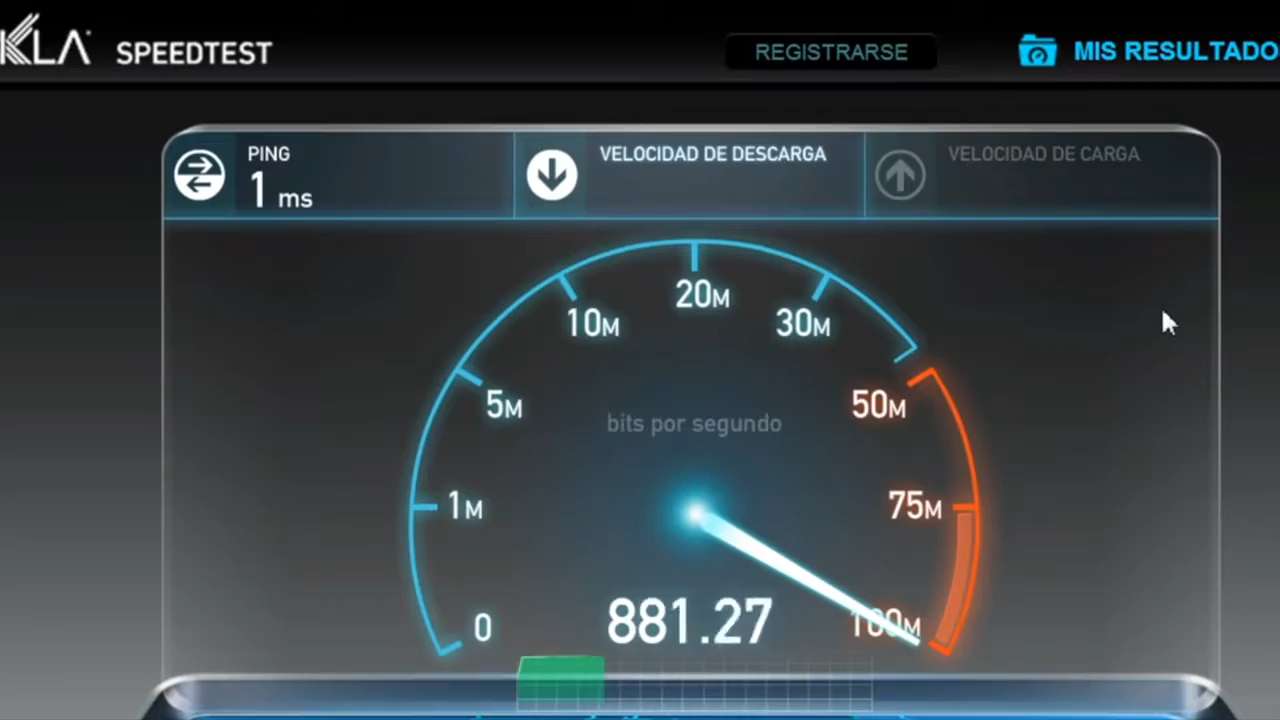 KLA SPEEDTEST
REGISTRARSE
MIS RESULTADO
PING
1 ms
VELOCIDAD DE DESCARGA
VELOCIDAD DE CARGA
20M
10M
30M
5M
50M
bits por segundo
1M
75M
0
881.27
100M